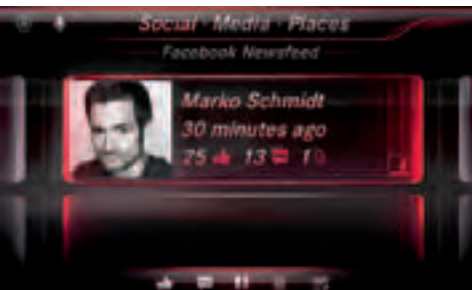 Social · Media · Places
Facebook Newsfeed
Marko Schmidt
30 minutes ago
25 13 1